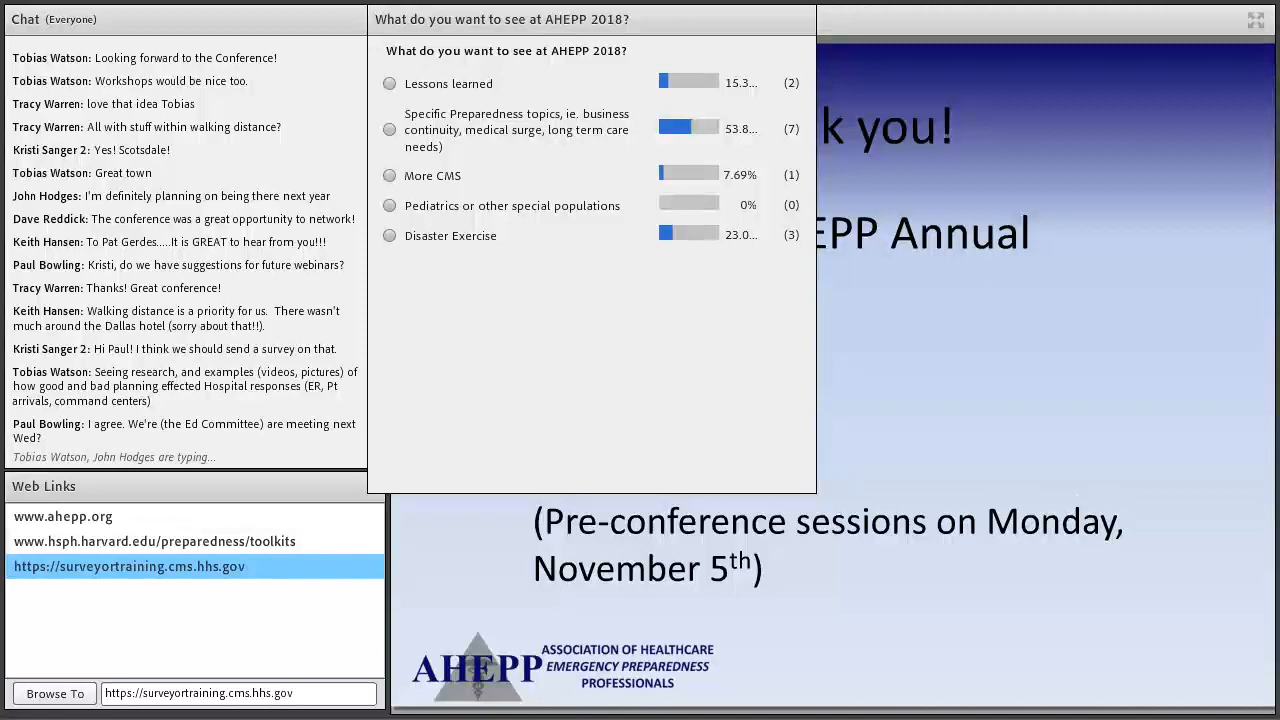 Chat (Everyone)
Tobias Watson: Looking forward to the Conference!
Tobias Watson: Workshops would be nice too.
Tracy Warren: love that idea Tobias
Tracy Warren: All with stuff within walking distance?
Kristi Sanger 2: Yes! Scotsdale!
Tobias Watson: Great town
John Hodges: I'm definitely planning on being there next year
Dave Reddick: The conference was a great opportunity to network!
Keith Hansen: To Pat Gerdes.....It is GREAT to hear from you!!!
Paul Bowling: Kristi, do we have suggestions for future webinars?
Tracy Warren: Thanks! Great conference!
Keith Hansen: Walking distance is a priority for us.  There wasn't
much around the Dallas hotel (sorry about that!!).
Kristi Sanger 2: Hi Paul! I think we should send a survey on that.
Tobias Watson: Seeing research, and examples (videos, pictures) of
how good and bad planning effected Hospital responses (ER, Pt
arrivals, command centers)
Paul Bowling: I agree. We're (the Ed Committee) are meeting next
Wed?
Tobias Watson, John Hodges are typing...
Web Links
www.ahepp.org
www.hsph.harvard.edu/preparedness/toolkits
https://surveyortraining.cms.hhs.gov
Browse To https://surveyortraining.cms.hhs.gov
What do you want to see at AHEPP 2018?
What do you want to see at AHEPP 2018?
Lessons learned 15.3... (2)
Specific Preparedness topics, ie. business
continuity, medical surge, long term care 53.8... (7)
needs)
More CMS 7.69% (1)
Pediatrics or other special populations 0% (0)
Disaster Exercise 23.0... (3)
k you!
EPP Annual
(Pre-conference sessions on Monday,
November 5th)
AHEPP
ASSOCIATION OF HEALTHCARE
EMERGENCY PREPAREDNESS
PROFESSIONALS